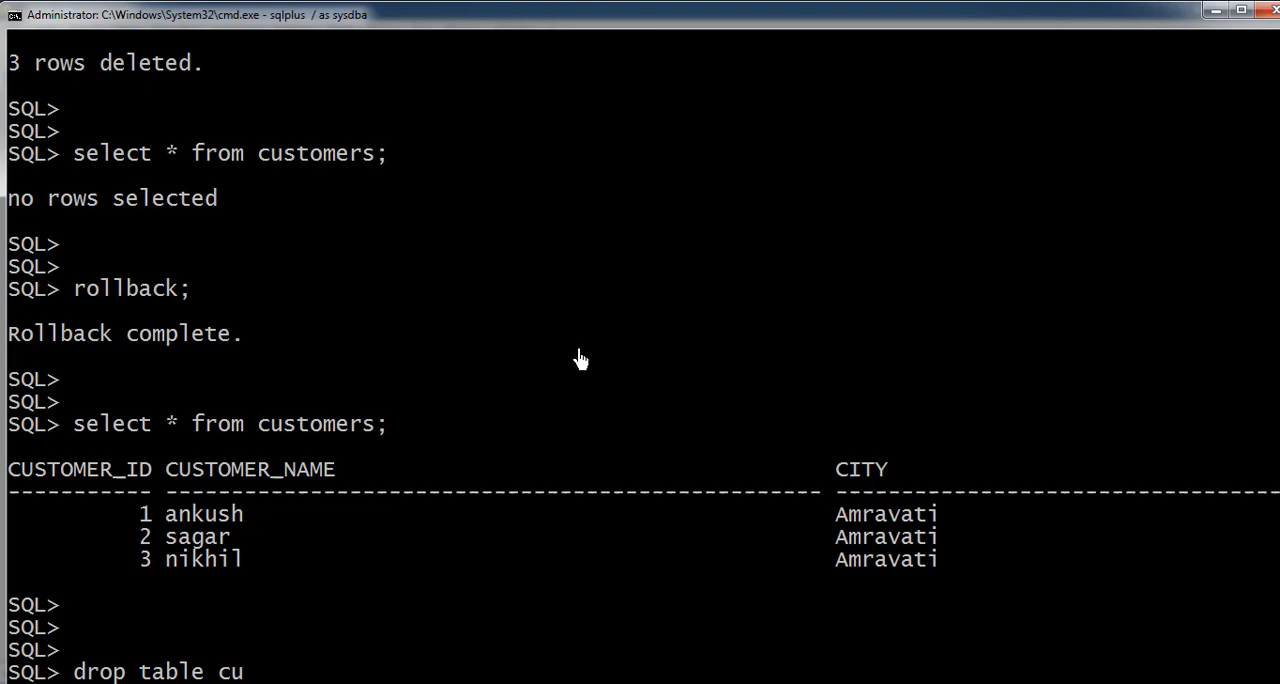 Administrator: C:\Windows\System32\cmd.exe - sqlplus / as sysdba
3 rows deleted.
SQL>
SQL>
SQL> select * from customers;
no rows selected
SQL>
SQL>
SQL> rollback;
Rollback complete.
SQL>
SQL>
SQL> select * from customers;
CUSTOMER_ID CUSTOMER_NAME CITY
----------- -------------------------------------------------- ----------------------------------
1 ankush Amravati
2 sagar Amravati
3 nikhil Amravati
SQL>
SQL>
SQL>
SQL> drop table cu